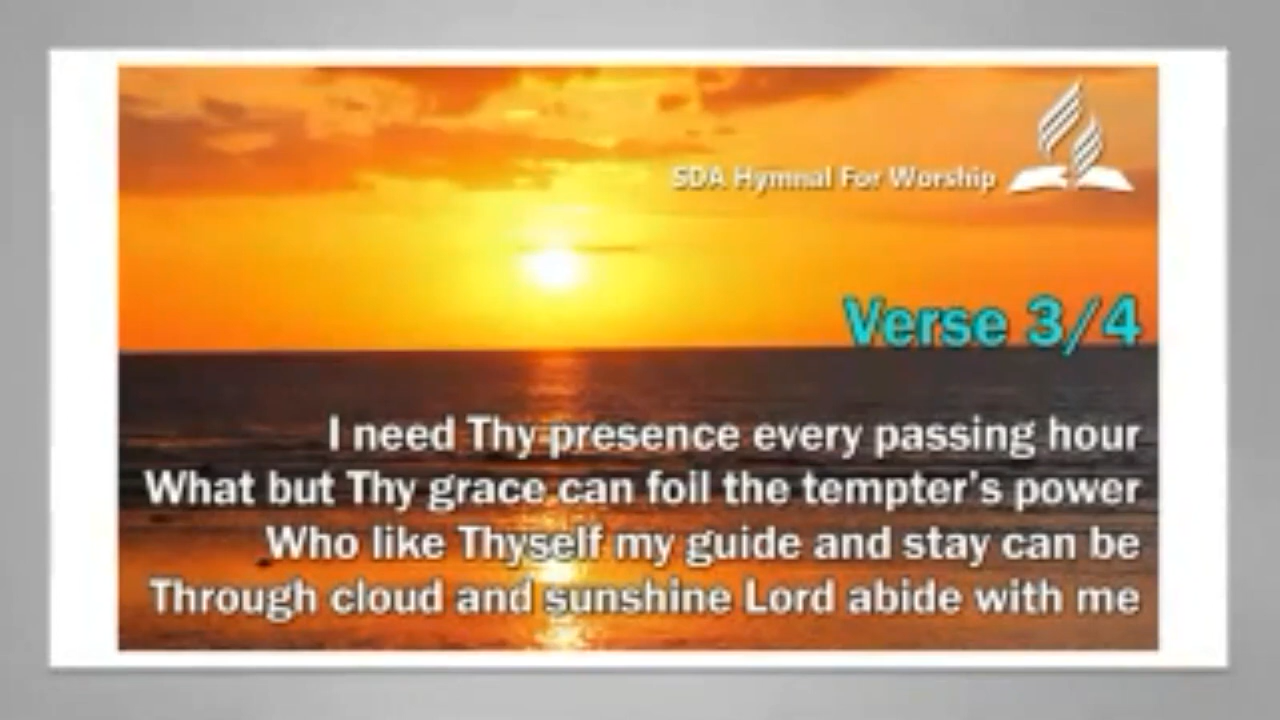 SDA Hymnal For Worship
Verse 3/4
I need Thy presence every passing hour
What but Thy grace can foil the tempter's power
Who like Thyself my guide and stay can be
Through cloud and sunshine Lord abide with me